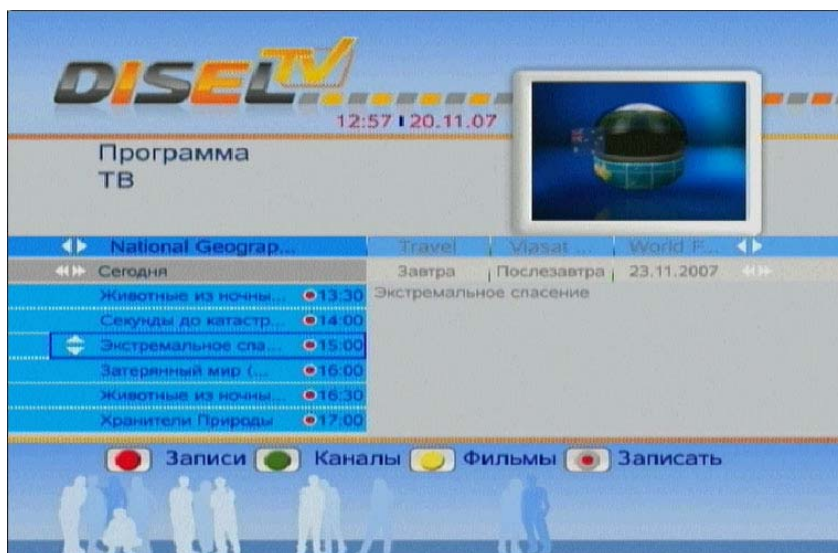 DISEL TV
12:57 20.11.07
Программа
ТВ
National Geograp... Travel Viasat ... World F...
Сегодня Завтра Послезавтра 23.11.2007
Животные из ночны... 13:30 Экстремальное спасение
Секунды до катастр... 14:00
Экстремальное спа... 15:00
Затерянный мир (... 16:00
Животные из ночны... 16:30
Хранители Природы 17:00
Записи Каналы Фильмы Записать